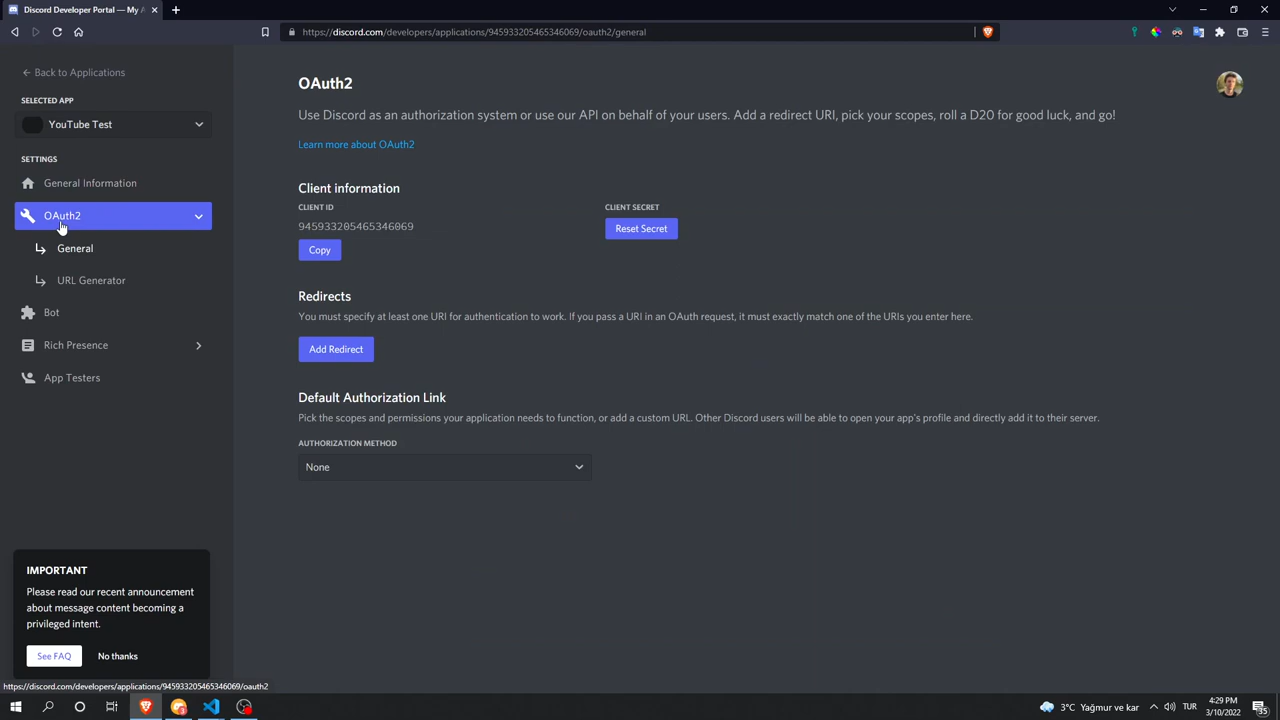 Discord Developer Portal — My A
https://discord.com/developers/applications/945933205465346069/oauth2/general
Back to Applications
SELECTED APP
YouTube Test
SETTINGS
General Information
OAuth2
General
URL Generator
Bot
Rich Presence
App Testers
IMPORTANT
Please read our recent announcement
about message content becoming a
privileged intent.
See FAQ
No thanks
OAuth2
Use Discord as an authorization system or use our API on behalf of your users. Add a redirect URI, pick your scopes, roll a D20 for good luck, and go!
Learn more about OAuth2
Client information
CLIENT ID
945933205465346069
Copy
CLIENT SECRET
Reset Secret
Redirects
You must specify at least one URI for authentication to work. If you pass a URI in an OAuth request, it must exactly match one of the URIs you enter here.
Add Redirect
Default Authorization Link
Pick the scopes and permissions your application needs to function, or add a custom URL. Other Discord users will be able to open your app's profile and directly add it to their server.
AUTHORIZATION METHOD
None
https://discord.com/developers/applications/945933205465346069/oauth2
3°C Yağmur ve kar
TUR
4:29 PM
3/10/2022
35